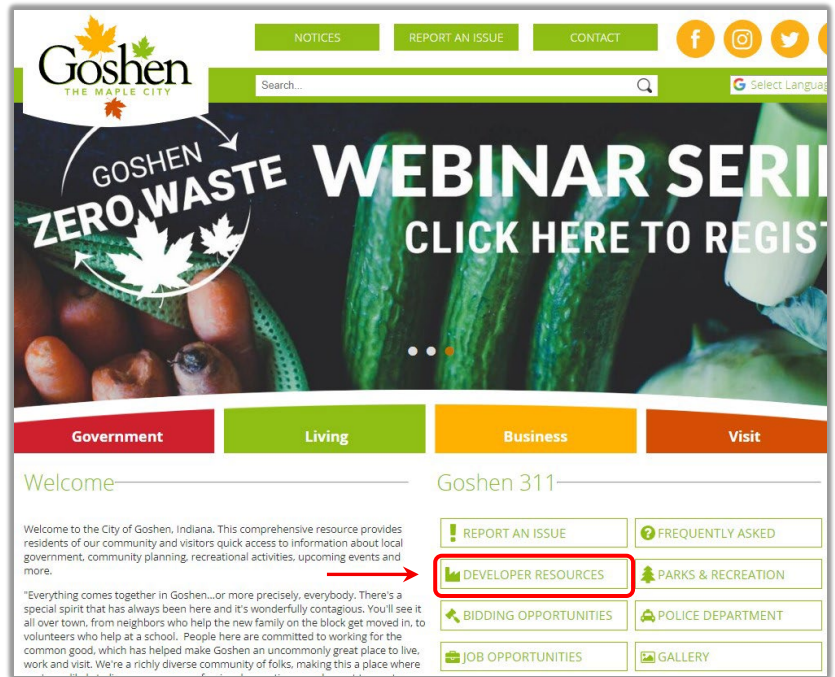 Goshen
THE MAPLE CITY
NOTICES
REPORT AN ISSUE
CONTACT
Search...
G Select Languag
GOSHEN
ZERO WASTE
WEBINAR SERI
CLICK HERE TO REGIS
Government
Living
Business
Visit
Welcome
Welcome to the City of Goshen, Indiana. This comprehensive resource provides
residents of our community and visitors quick access to information about local
government, community planning, recreational activities, upcoming events and
more.
"Everything comes together in Goshen...or more precisely, everybody. There's a
special spirit that has always been here and it's wonderfully contagious. You'll see it
all over town, from neighbors who help the new family on the block get moved in, to
volunteers who help at a school. People here are committed to working for the
common good, which has helped make Goshen an uncommonly great place to live,
work and visit. We're a richly diverse community of folks, making this a place where
Goshen 311
REPORT AN ISSUE
FREQUENTLY ASKED
DEVELOPER RESOURCES
PARKS & RECREATION
BIDDING OPPORTUNITIES
POLICE DEPARTMENT
JOB OPPORTUNITIES
GALLERY